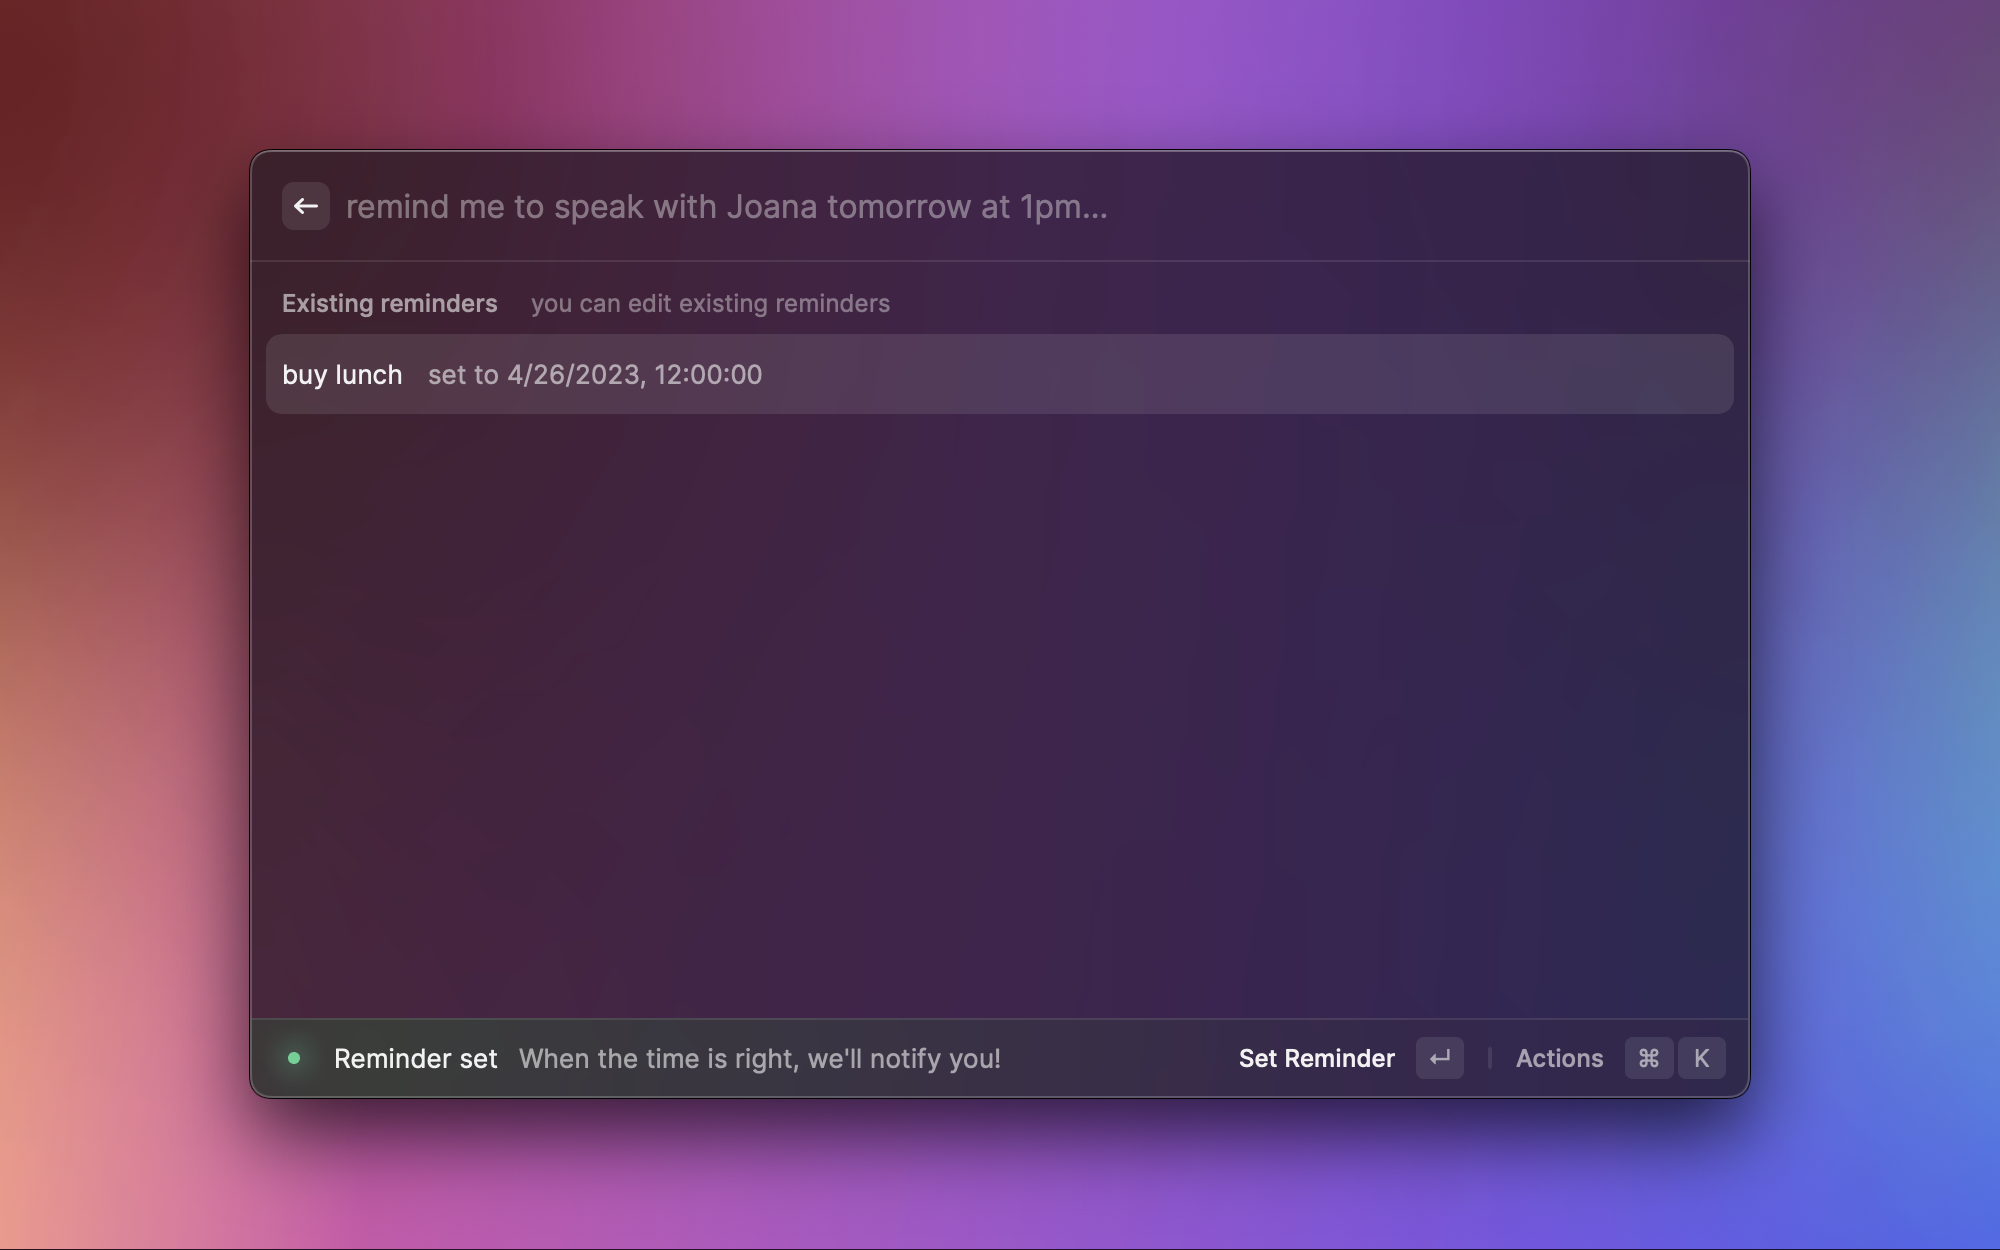 remind me to speak with Joana tomorrow at 1pm...
Existing reminders you can edit existing reminders
buy lunch set to 4/26/2023, 12:00:00
Reminder set When the time is right, we'll notify you! Set Reminder ↵ Actions ⌘ K